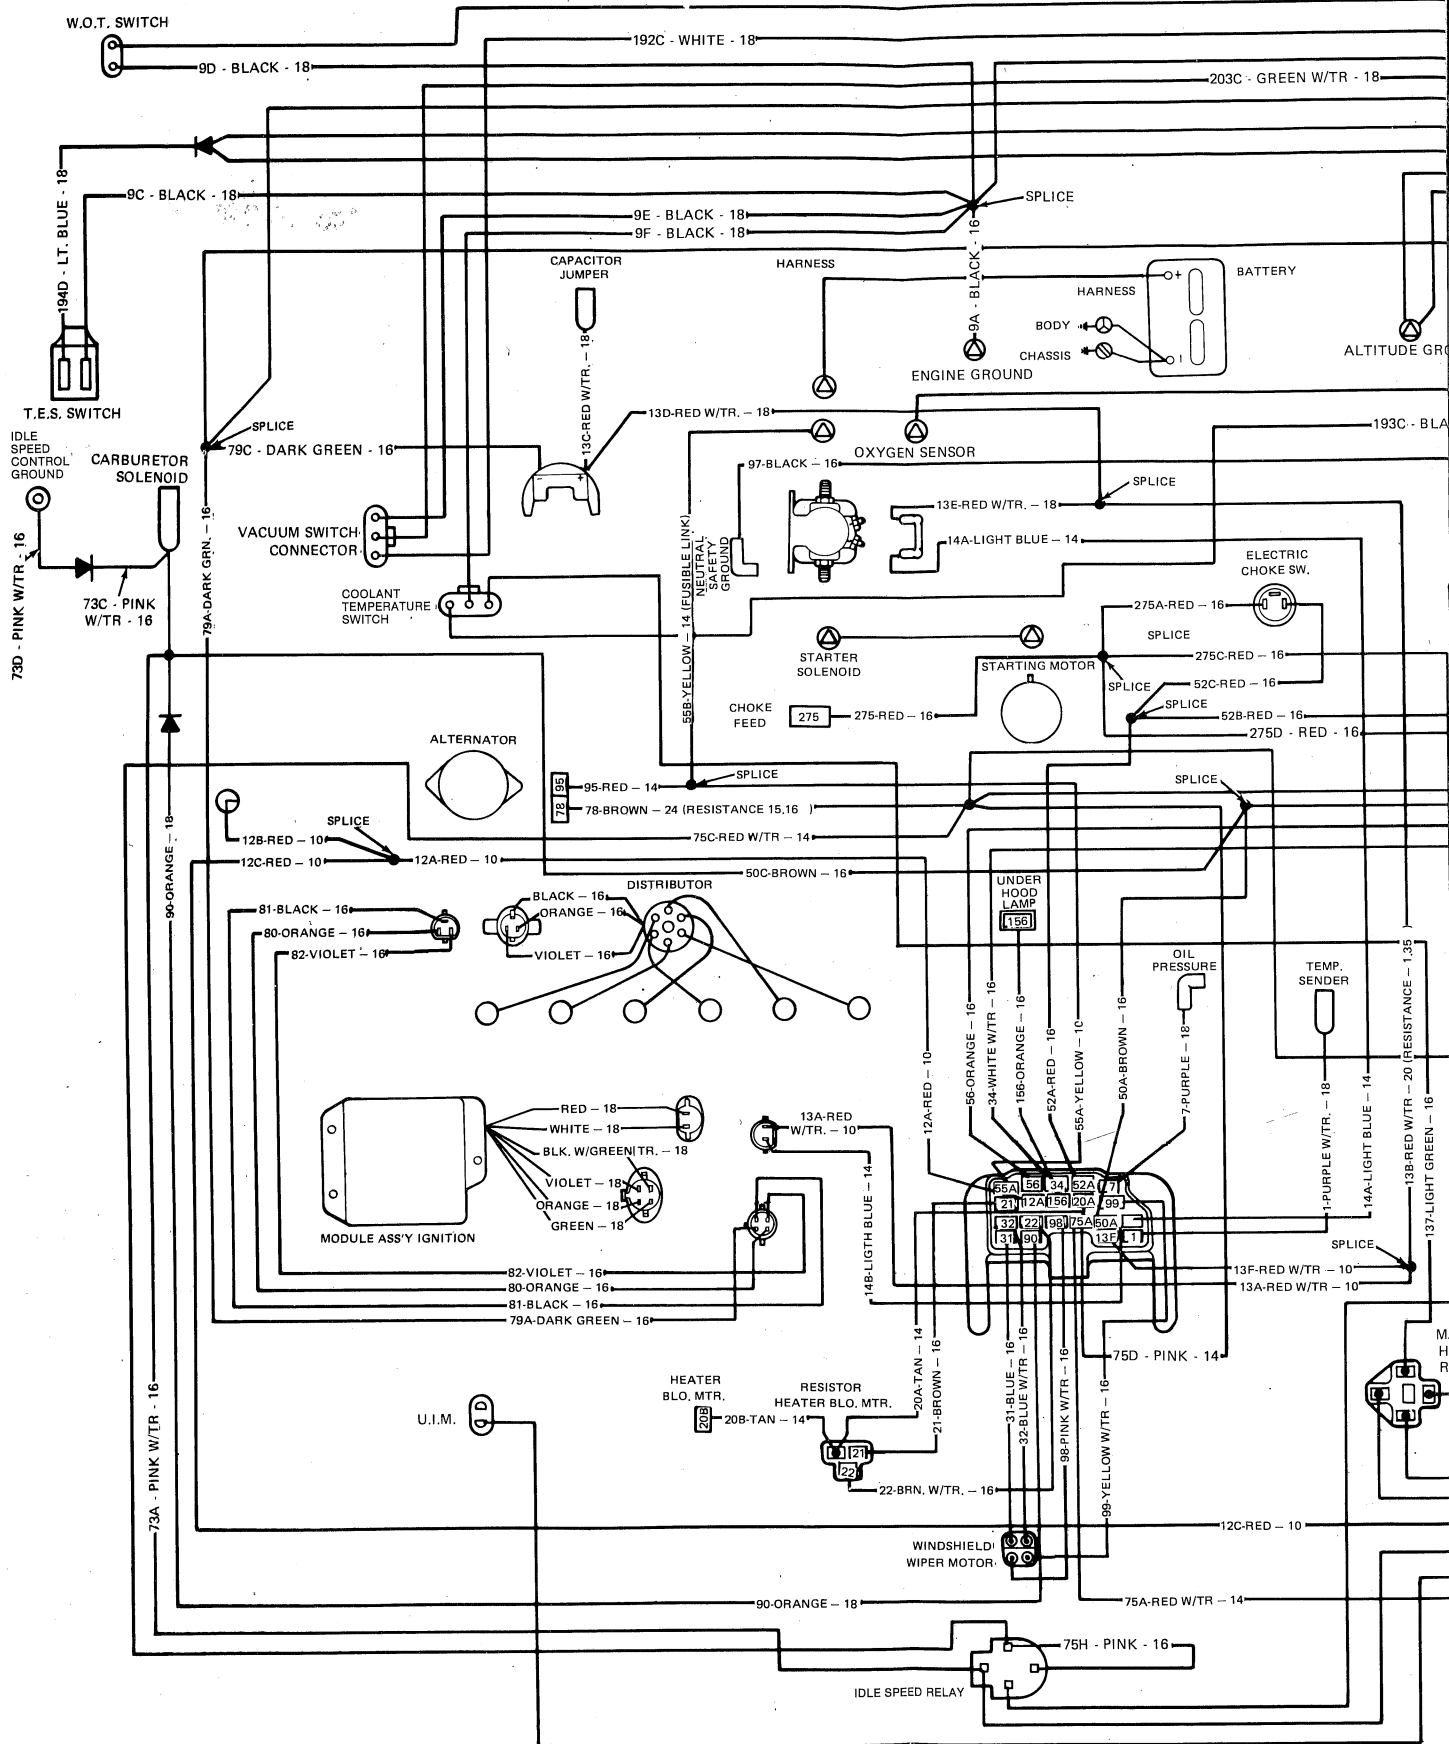 W.O.T. SWITCH
192C - WHITE - 18
9D - BLACK - 18
203C - GREEN W/TR - 18
194D - LT. BLUE - 18
9C - BLACK - 18
SPLICE
9E - BLACK - 18
9F - BLACK - 18
9A - BLACK - 16
CAPACITOR
JUMPER
HARNESS
BATTERY
+
HARNESS
BODY
CHASSIS
ENGINE GROUND
ALTITUDE GRO
T.E.S. SWITCH
13C-RED W/TR. - 18
13D-RED W/TR. - 18
193C - BLA
IDLE
SPEED
CONTROL
GROUND
CARBURETOR
SOLENOID
SPLICE
79C - DARK GREEN - 16
- +
OXYGEN SENSOR
97-BLACK - 16
SPLICE
13E-RED W/TR. - 18
14A-LIGHT BLUE - 14
VACUUM SWITCH
CONNECTOR
79A-DARK GRN. - 16
55B-YELLOW - 14 (FUSIBLE LINK)
NEUTRAL
SAFETY
GROUND
ELECTRIC
CHOKE SW.
73D - PINK W/TR - 16
73C - PINK
W/TR - 16
COOLANT
TEMPERATURE
SWITCH
275A-RED - 16
SPLICE
275C-RED - 16
STARTER
SOLENOID
STARTING MOTOR
SPLICE
52C-RED - 16
SPLICE
52B-RED - 16
275D - RED - 16
CHOKE
FEED
275
275-RED - 16
ALTERNATOR
95
95-RED - 14
SPLICE
78
78-BROWN - 24 (RESISTANCE 15.16 )
SPLICE
90-ORANGE - 18
12B-RED - 10
SPLICE
75C-RED W/TR - 14
12C-RED - 10
12A-RED - 10
50C-BROWN - 16
DISTRIBUTOR
UNDER
HOOD
LAMP
156
81-BLACK - 16
80-ORANGE - 16
82-VIOLET - 16
BLACK - 16
ORANGE - 16
VIOLET - 16
OIL
PRESSURE
TEMP.
SENDER
12A-RED - 10
56-ORANGE - 16
34-WHITE W/TR - 16
156-ORANGE - 16
52A-RED - 16
55A-YELLOW - 10
50A-BROWN - 16
7-PURPLE - 18
1-PURPLE W/TR. - 18
14A-LIGHT BLUE - 14
13B-RED W/TR - 20 (RESISTANCE - 1.35 )
137-LIGHT GREEN - 16
RED - 18
WHITE - 18
BLK. W/GREEN TR. - 18
VIOLET - 18
ORANGE - 18
GREEN - 18
MODULE ASS'Y IGNITION
13A-RED
W/TR. - 10
14B-LIGTH BLUE - 14
55A 56 34 52A 7
21 12A 156 20A 99
32 22 98 75A 50A
31 90 13F 1
SPLICE
13F-RED W/TR - 10
13A-RED W/TR - 10
82-VIOLET - 16
80-ORANGE - 16
81-BLACK - 16
79A-DARK GREEN - 16
75D - PINK - 14
20A-TAN - 14
21-BROWN - 16
31-BLUE - 16
32-BLUE W/TR - 16
98-PINK W/TR - 16
99-YELLOW W/TR - 16
M
H
R
HEATER
BLO. MTR.
20B
20B-TAN - 14
RESISTOR
HEATER BLO. MTR.
21
22
22-BRN. W/TR. - 16
U.I.M.
73A - PINK W/TR - 16
12C-RED - 10
WINDSHIELD
WIPER MOTOR
90-ORANGE - 18
75A-RED W/TR - 14
75H - PINK - 16
IDLE SPEED RELAY